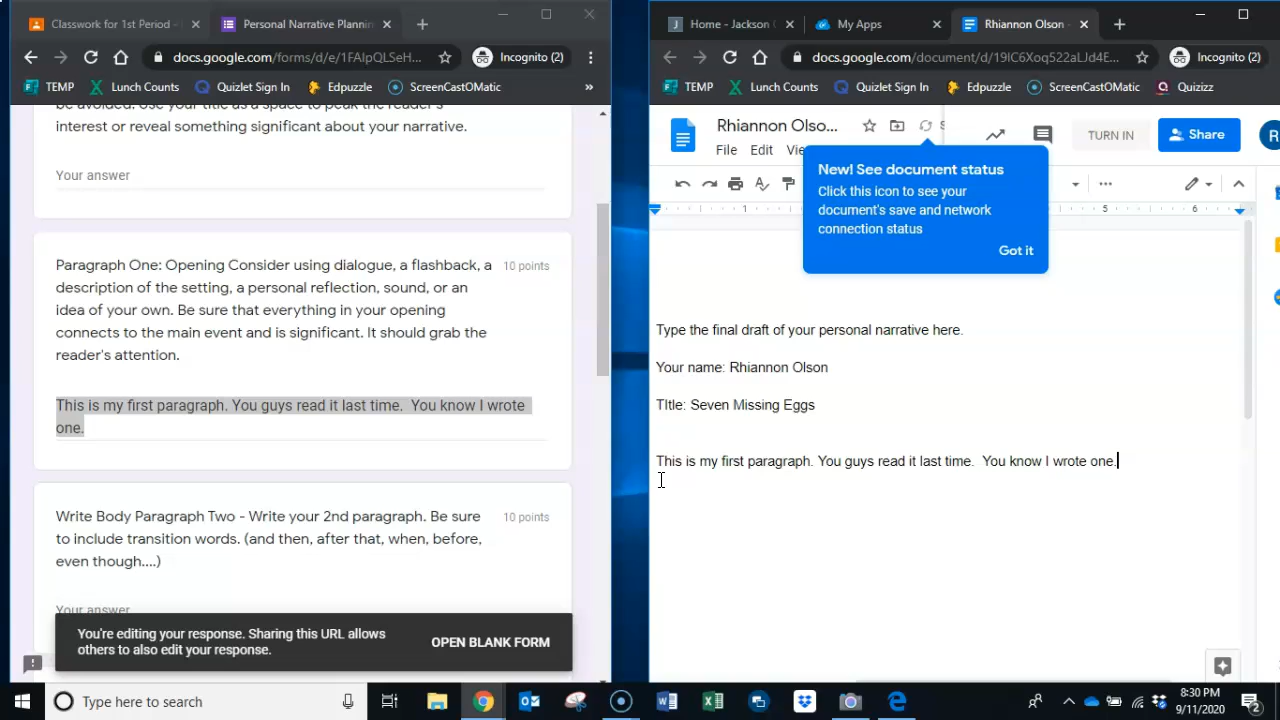 Classwork for 1st Period -
Personal Narrative Plannin
docs.google.com/forms/d/e/1FAIpQLSeH...
Incognito (2)
TEMP
Lunch Counts
Quizlet Sign In
Edpuzzle
ScreenCastOMatic
»
interest or reveal something significant about your narrative.
Your answer
Paragraph One: Opening Consider using dialogue, a flashback, a
10 points
description of the setting, a personal reflection, sound, or an
idea of your own. Be sure that everything in your opening
connects to the main event and is significant. It should grab the
reader's attention.
This is my first paragraph. You guys read it last time.  You know I wrote
one.
Write Body Paragraph Two - Write your 2nd paragraph. Be sure
10 points
to include transition words. (and then, after that, when, before,
even though....)
Your answer
You're editing your response. Sharing this URL allows
others to also edit your response.
OPEN BLANK FORM
Home - Jackson
My Apps
Rhiannon Olson -
docs.google.com/document/d/19IC6Xoq522aLJd4E...
Incognito (2)
TEMP
Lunch Counts
Quizlet Sign In
Edpuzzle
ScreenCastOMatic
Quizizz
Rhiannon Olso...
TURN IN
Share
R
File
Edit
New! See document status
Click this icon to see your
document's save and network
connection status
Got it
1
5
6
Type the final draft of your personal narrative here.
Your name: Rhiannon Olson
TItle: Seven Missing Eggs
This is my first paragraph. You guys read it last time.  You know I wrote one.
Type here to search
8:30 PM
9/11/2020
2